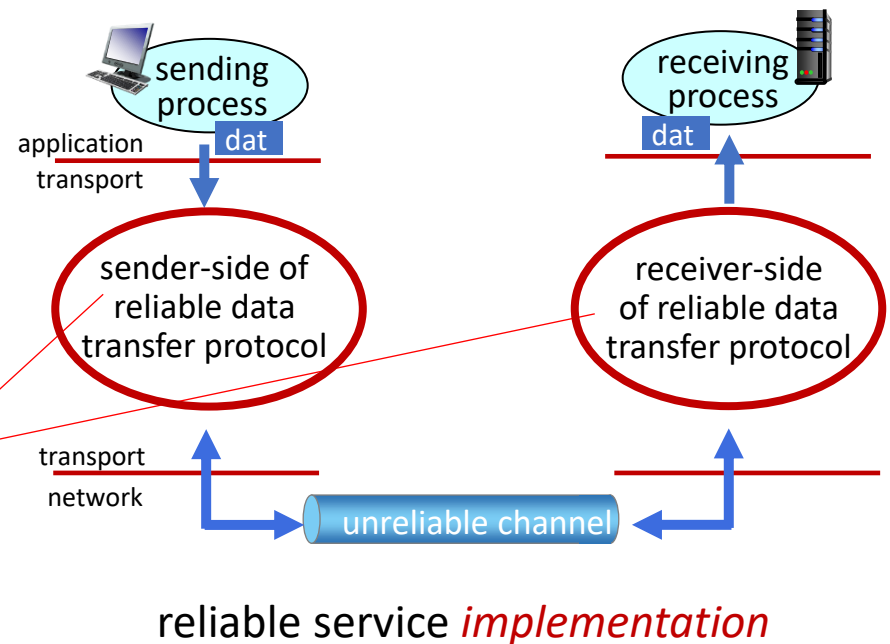 sending
process
dat
application
transport
receiving
process
dat
sender-side of
reliable data
transfer protocol
receiver-side
of reliable data
transfer protocol
transport
network
unreliable channel
reliable service implementation